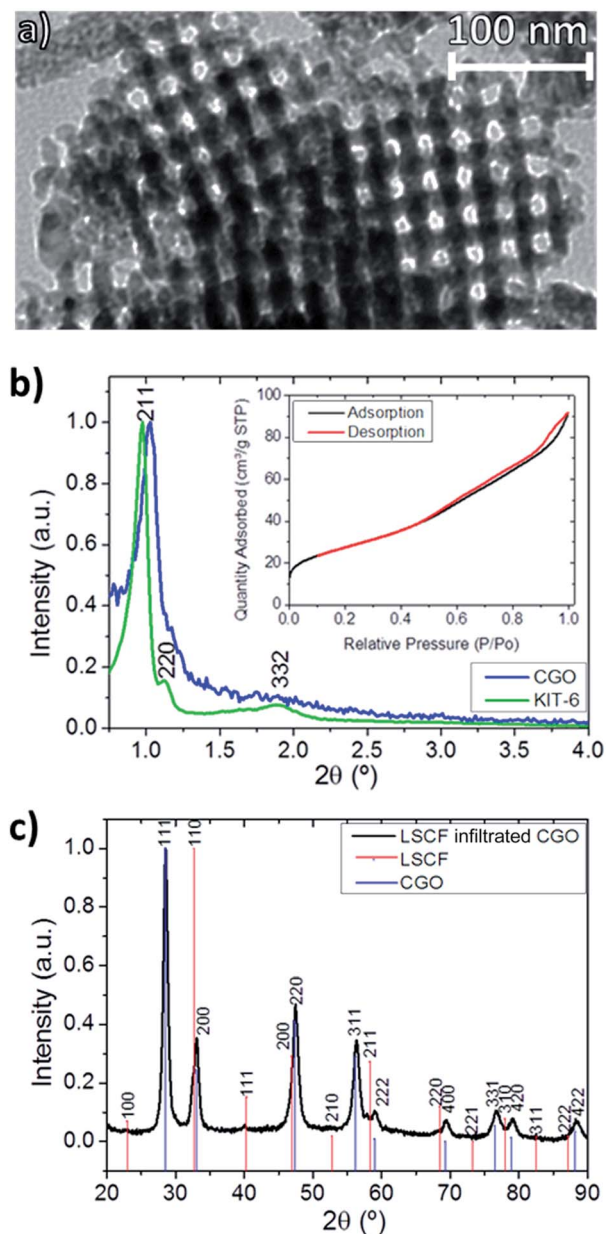 a)
100 nm
b)
211
220
332
Intensity (a.u.)
1.0
0.8
0.6
0.4
0.2
0.0
1.0 1.5 2.0 2.5 3.0 3.5 4.0
2θ (º)
CGO
KIT-6
Quantity Adsorbed (cm³/g STP)
100
80
60
40
20
0
0.0 0.2 0.4 0.6 0.8 1.0
Relative Pressure (P/Po)
Adsorption
Desorption
c)
Intensity (a.u.)
1.0
0.8
0.6
0.4
0.2
0.0
LSCF infiltrated CGO
LSCF
CGO
100
111
110
200
111
200
220
210
311
211
222
220
400
221
331
310
420
311
222
422
20 30 40 50 60 70 80 90
2θ (º)